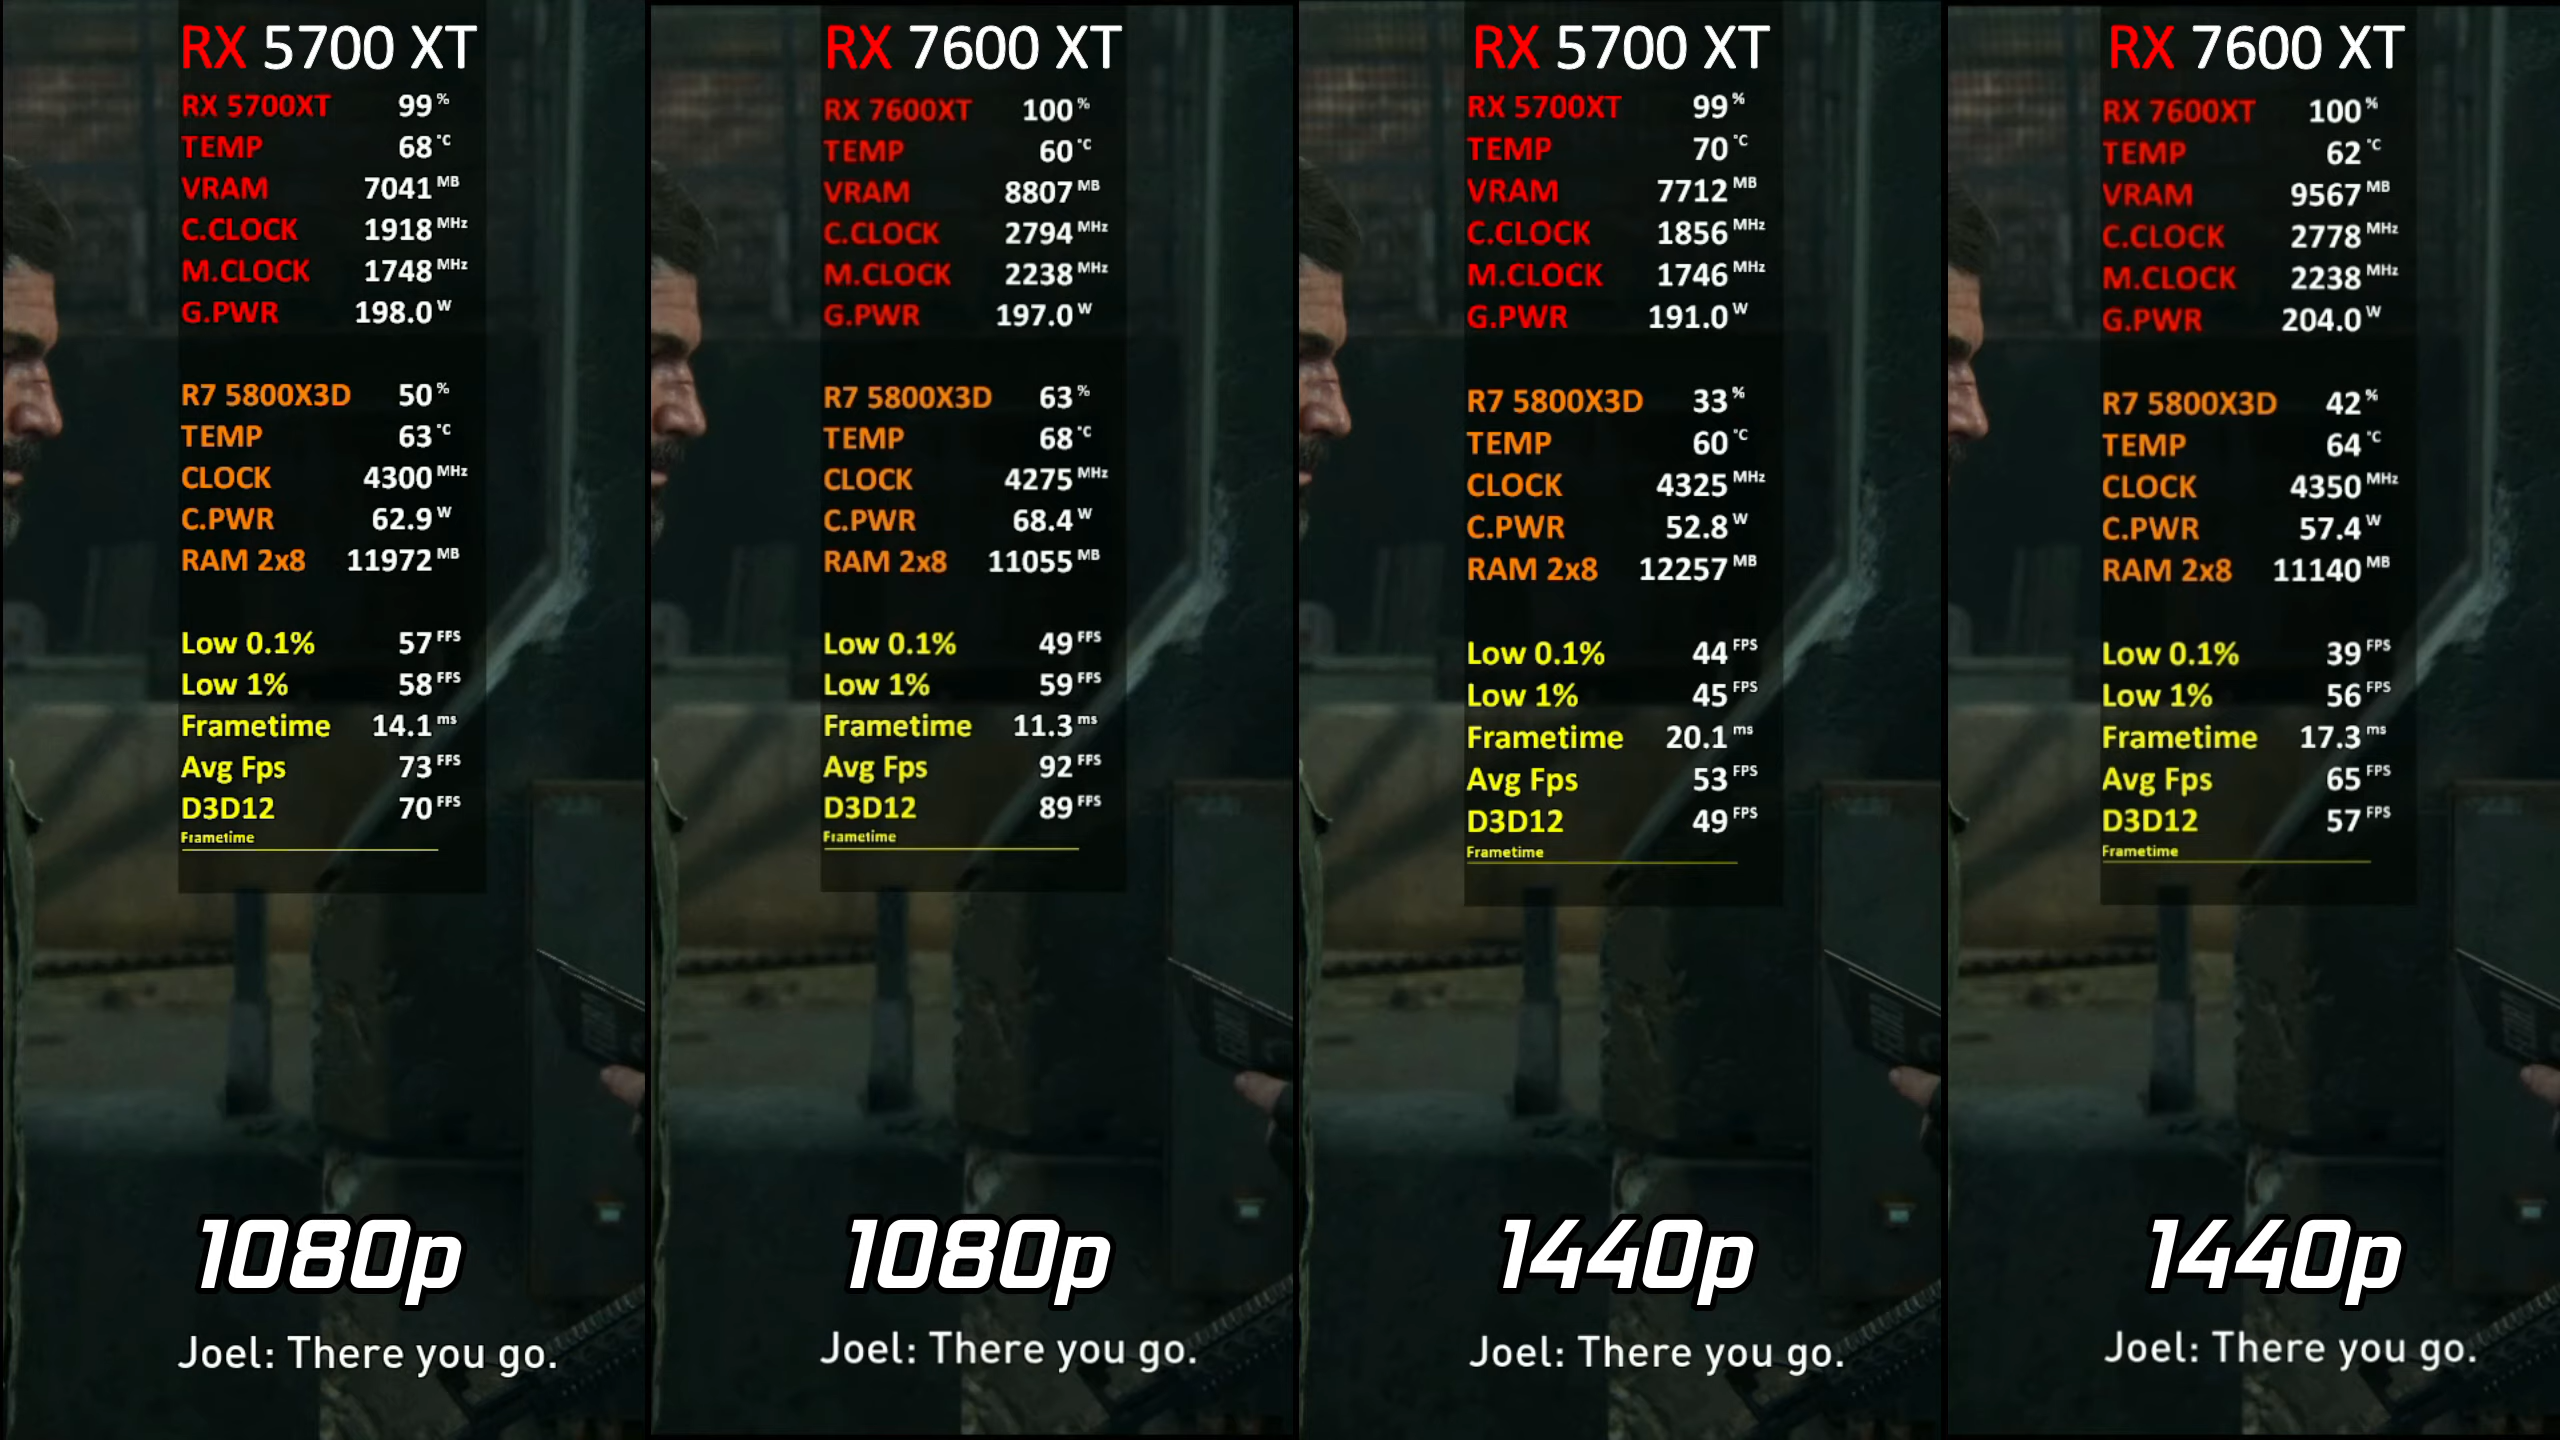 RX 5700 XT
RX 5700XT 99 %
TEMP 68 °C
VRAM 7041 MB
C.CLOCK 1918 MHz
M.CLOCK 1748 MHz
G.PWR 198.0 W
R7 5800X3D 50 %
TEMP 63 °C
CLOCK 4300 MHz
C.PWR 62.9 W
RAM 2x8 11972 MB
Low 0.1% 57 FPS
Low 1% 58 FPS
Frametime 14.1 ms
Avg Fps 73 FPS
D3D12 70 FPS
Frametime
1080p
Joel: There you go.
RX 7600 XT
RX 7600XT 100 %
TEMP 60 °C
VRAM 8807 MB
C.CLOCK 2794 MHz
M.CLOCK 2238 MHz
G.PWR 197.0 W
R7 5800X3D 63 %
TEMP 68 °C
CLOCK 4275 MHz
C.PWR 68.4 W
RAM 2x8 11055 MB
Low 0.1% 49 FPS
Low 1% 59 FPS
Frametime 11.3 ms
Avg Fps 92 FPS
D3D12 89 FPS
Frametime
1080p
Joel: There you go.
RX 5700 XT
RX 5700XT 99 %
TEMP 70 °C
VRAM 7712 MB
C.CLOCK 1856 MHz
M.CLOCK 1746 MHz
G.PWR 191.0 W
R7 5800X3D 33 %
TEMP 60 °C
CLOCK 4325 MHz
C.PWR 52.8 W
RAM 2x8 12257 MB
Low 0.1% 44 FPS
Low 1% 45 FPS
Frametime 20.1 ms
Avg Fps 53 FPS
D3D12 49 FPS
Frametime
1440p
Joel: There you go.
RX 7600 XT
RX 7600XT 100 %
TEMP 62 °C
VRAM 9567 MB
C.CLOCK 2778 MHz
M.CLOCK 2238 MHz
G.PWR 204.0 W
R7 5800X3D 42 %
TEMP 64 °C
CLOCK 4350 MHz
C.PWR 57.4 W
RAM 2x8 11140 MB
Low 0.1% 39 FPS
Low 1% 56 FPS
Frametime 17.3 ms
Avg Fps 65 FPS
D3D12 57 FPS
Frametime
1440p
Joel: There you go.